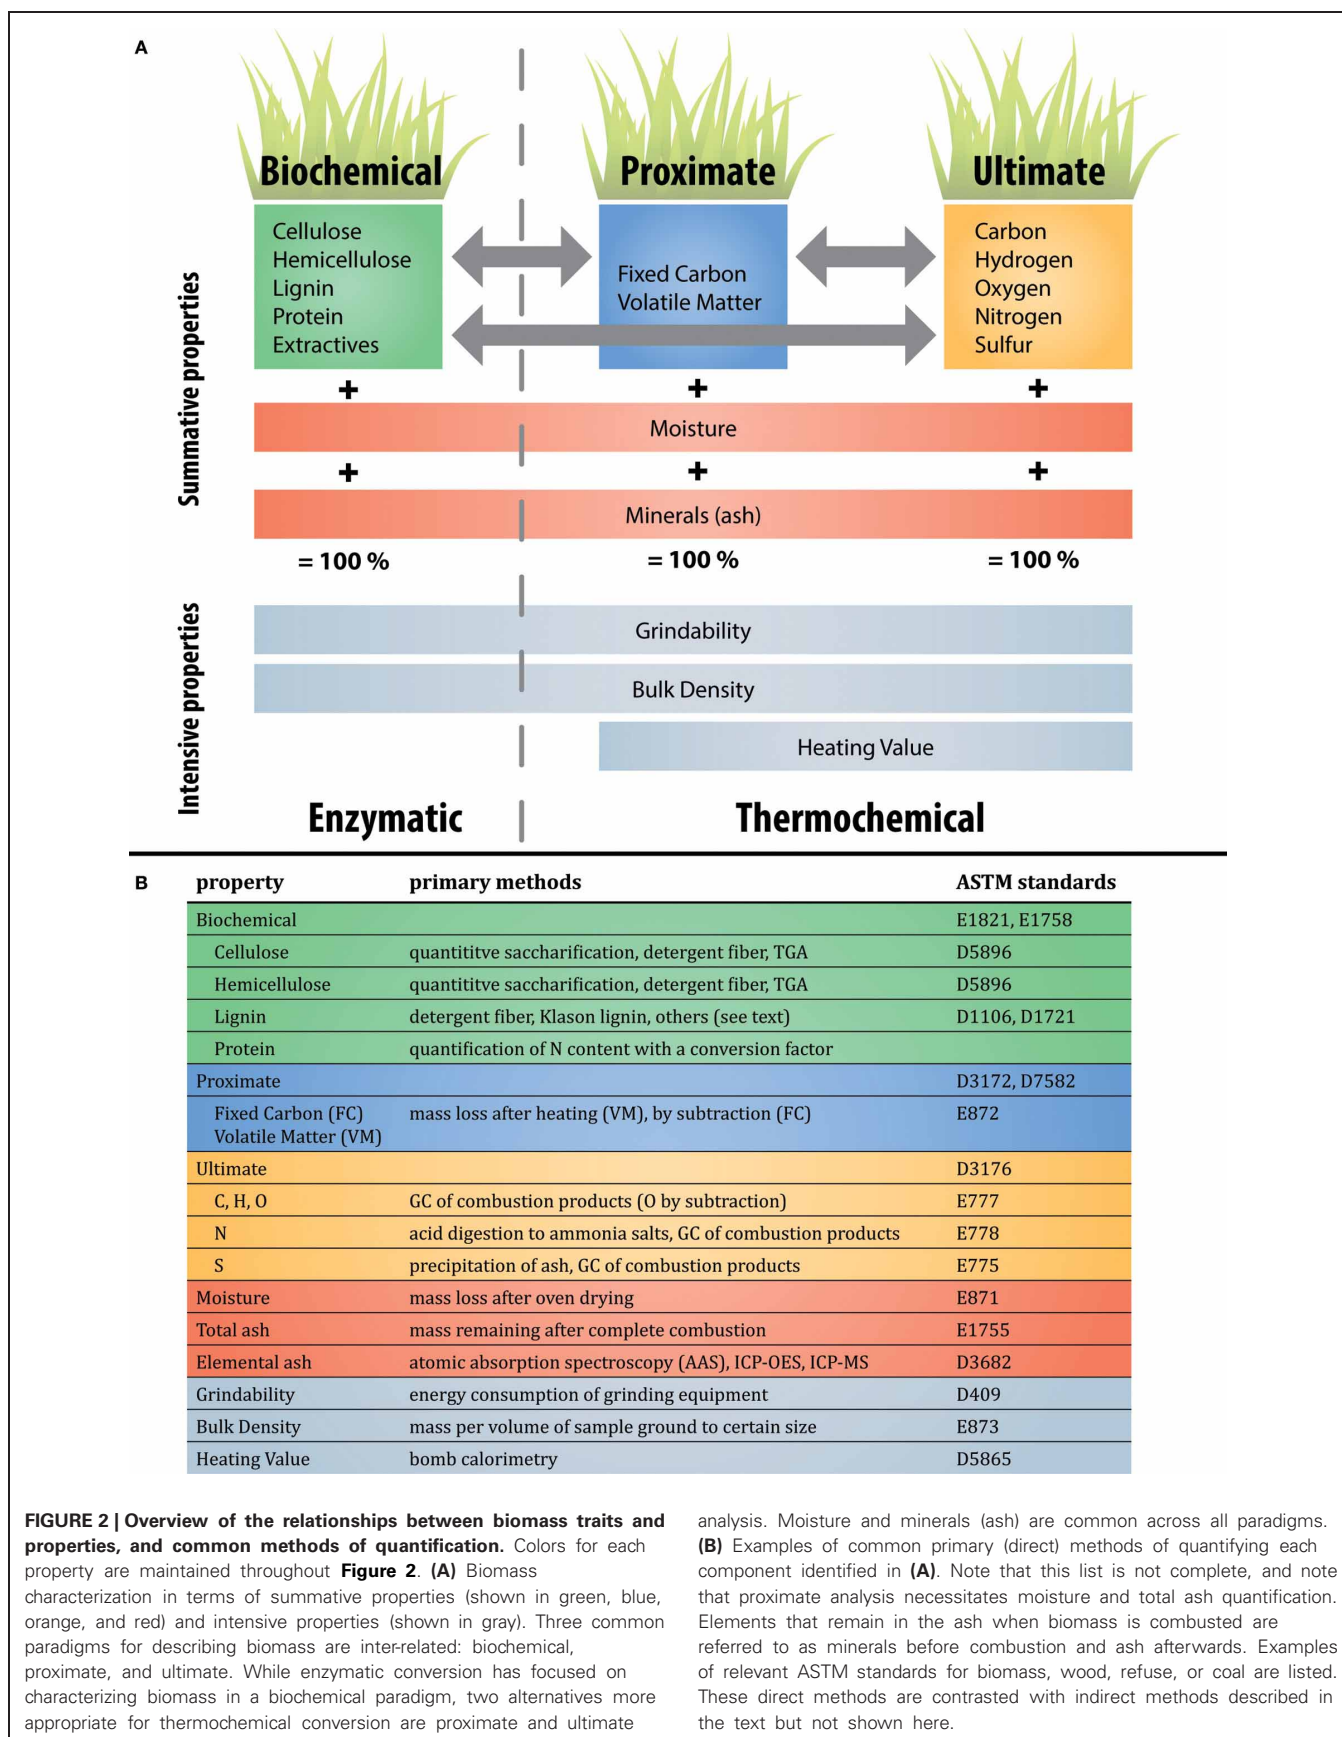 A
Biochemical
Proximate
Ultimate
Summative properties
Cellulose
Hemicellulose
Lignin
Protein
Extractives
Fixed Carbon
Volatile Matter
Carbon
Hydrogen
Oxygen
Nitrogen
Sulfur
+ + +
Moisture
+ + +
Minerals (ash)
= 100 % = 100 % = 100 %
Intensive properties
Grindability
Bulk Density
Heating Value
Enzymatic
Thermochemical
B
property primary methods ASTM standards
Biochemical E1821, E1758
Cellulose quantititve saccharification, detergent fiber, TGA D5896
Hemicellulose quantititve saccharification, detergent fiber, TGA D5896
Lignin detergent fiber, Klason lignin, others (see text) D1106, D1721
Protein quantification of N content with a conversion factor
Proximate D3172, D7582
Fixed Carbon (FC) mass loss after heating (VM), by subtraction (FC) E872
Volatile Matter (VM)
Ultimate D3176
C, H, O GC of combustion products (O by subtraction) E777
N acid digestion to ammonia salts, GC of combustion products E778
S precipitation of ash, GC of combustion products E775
Moisture mass loss after oven drying E871
Total ash mass remaining after complete combustion E1755
Elemental ash atomic absorption spectroscopy (AAS), ICP-OES, ICP-MS D3682
Grindability energy consumption of grinding equipment D409
Bulk Density mass per volume of sample ground to certain size E873
Heating Value bomb calorimetry D5865
FIGURE 2 | Overview of the relationships between biomass traits and
properties, and common methods of quantification. Colors for each
property are maintained throughout Figure 2. (A) Biomass
characterization in terms of summative properties (shown in green, blue,
orange, and red) and intensive properties (shown in gray). Three common
paradigms for describing biomass are inter-related: biochemical,
proximate, and ultimate. While enzymatic conversion has focused on
characterizing biomass in a biochemical paradigm, two alternatives more
appropriate for thermochemical conversion are proximate and ultimate
analysis. Moisture and minerals (ash) are common across all paradigms.
(B) Examples of common primary (direct) methods of quantifying each
component identified in (A). Note that this list is not complete, and note
that proximate analysis necessitates moisture and total ash quantification.
Elements that remain in the ash when biomass is combusted are
referred to as minerals before combustion and ash afterwards. Examples
of relevant ASTM standards for biomass, wood, refuse, or coal are listed.
These direct methods are contrasted with indirect methods described in
the text but not shown here.